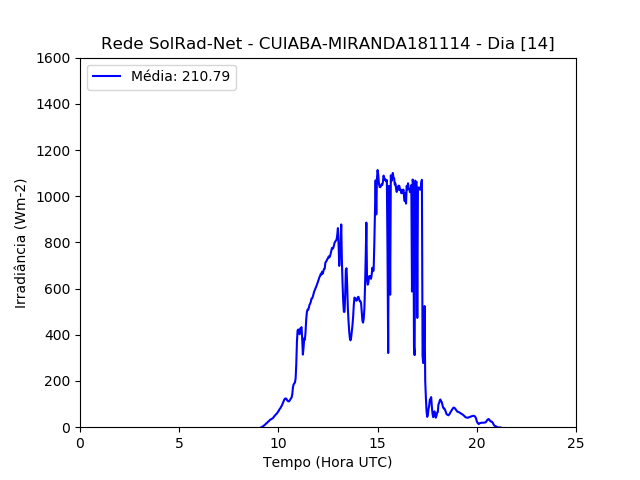 Rede SolRad-Net - CUIABA-MIRANDA181114 - Dia [14]
Média: 210.79
1600
1400
1200
1000
800
600
400
200
0
Irradiância (Wm-2)
0 5 10 15 20 25
Tempo (Hora UTC)